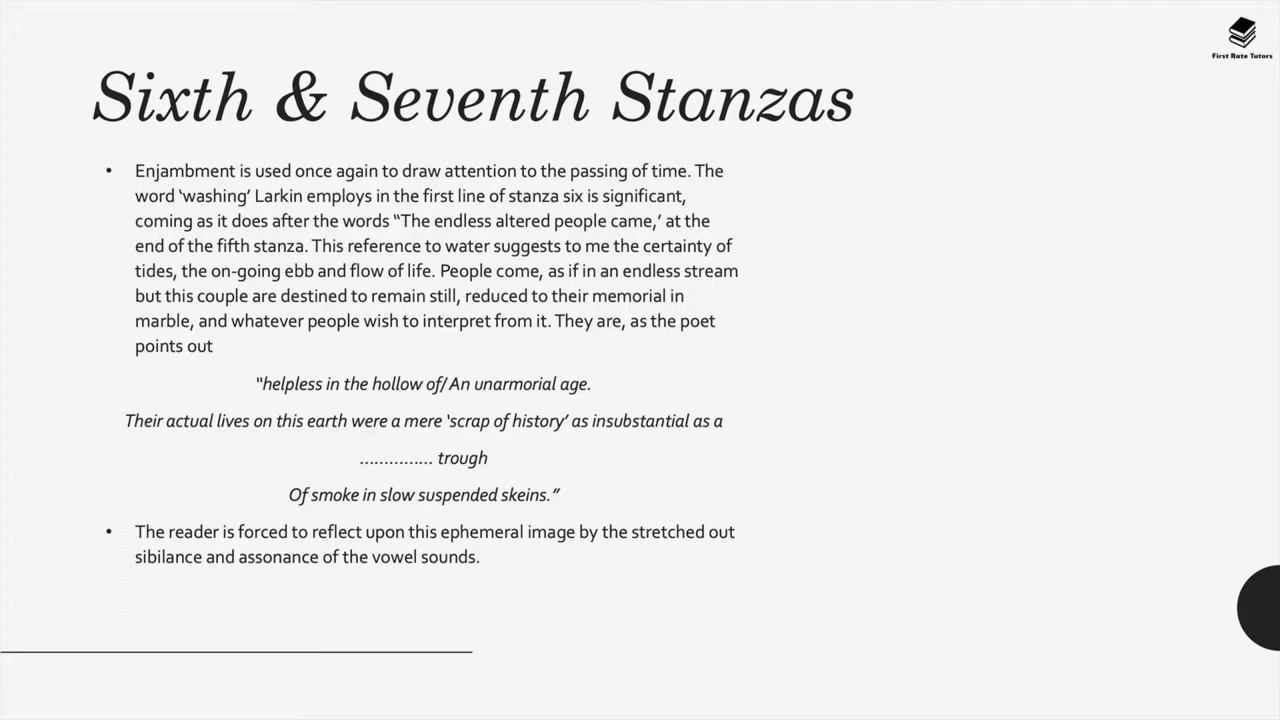 First Rate Tutors
Sixth & Seventh Stanzas
• Enjambment is used once again to draw attention to the passing of time. The
word ‘washing’ Larkin employs in the first line of stanza six is significant,
coming as it does after the words “The endless altered people came,’ at the
end of the fifth stanza. This reference to water suggests to me the certainty of
tides, the on-going ebb and flow of life. People come, as if in an endless stream
but this couple are destined to remain still, reduced to their memorial in
marble, and whatever people wish to interpret from it. They are, as the poet
points out
“helpless in the hollow of/ An unarmorial age.
Their actual lives on this earth were a mere ‘scrap of history’ as insubstantial as a
…………… trough
Of smoke in slow suspended skeins.”
• The reader is forced to reflect upon this ephemeral image by the stretched out
sibilance and assonance of the vowel sounds.